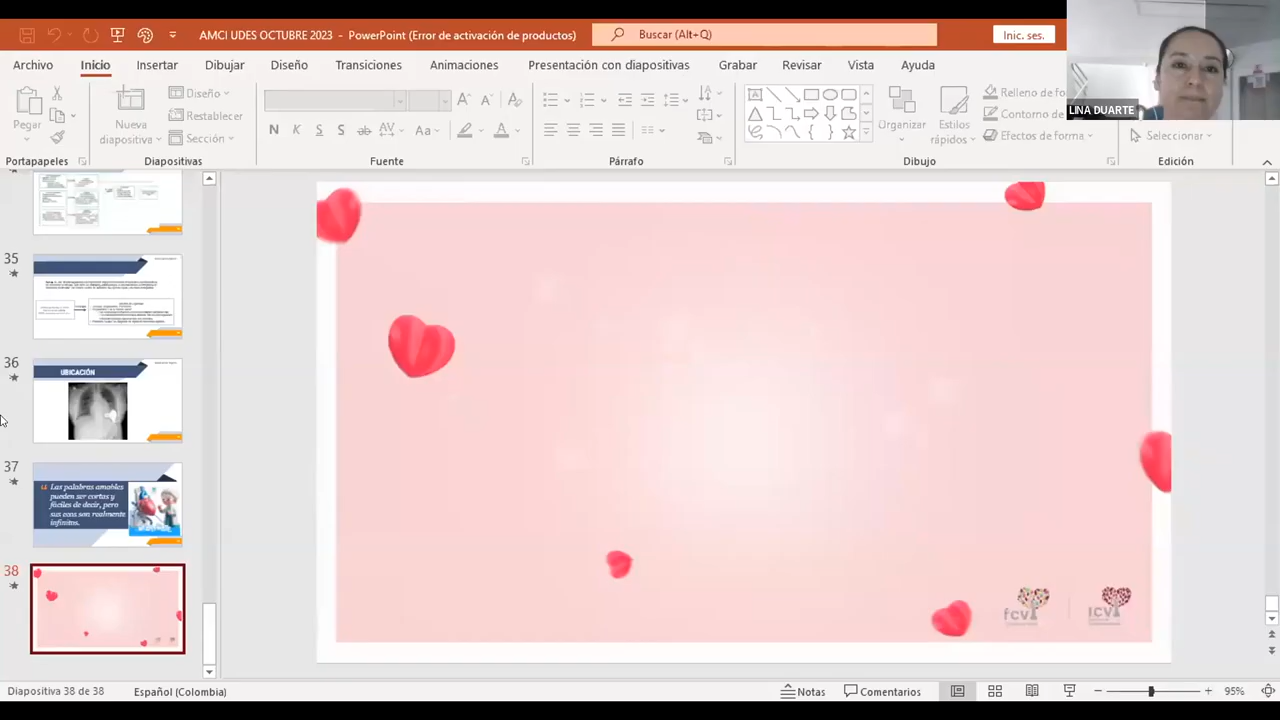 AMCI UDES OCTUBRE 2023 - PowerPoint (Error de activación de productos)
Buscar (Alt+Q)
Inic. ses.
LINA DUARTE
Archivo
Inicio
Insertar
Dibujar
Diseño
Transiciones
Animaciones
Presentación con diapositivas
Grabar
Revisar
Vista
Ayuda
Pegar
Nueva
diapositiva
Diseño
Restablecer
Sección
N
K
S
S
ab
AV
Aa
A
Organizar
Estilos
rápidos
Relleno de fo
Contorno de
Efectos de forma
Seleccionar
Portapapeles
Diapositivas
Fuente
Párrafo
Dibujo
Edición
35
36
UBICACIÓN
37
Las palabras amables
pueden ser cortas y
fáciles de decir, pero
sus ecos son realmente
infinitos.
38
fcv
ICV
Diapositiva 38 de 38
Español (Colombia)
Notas
Comentarios
95%